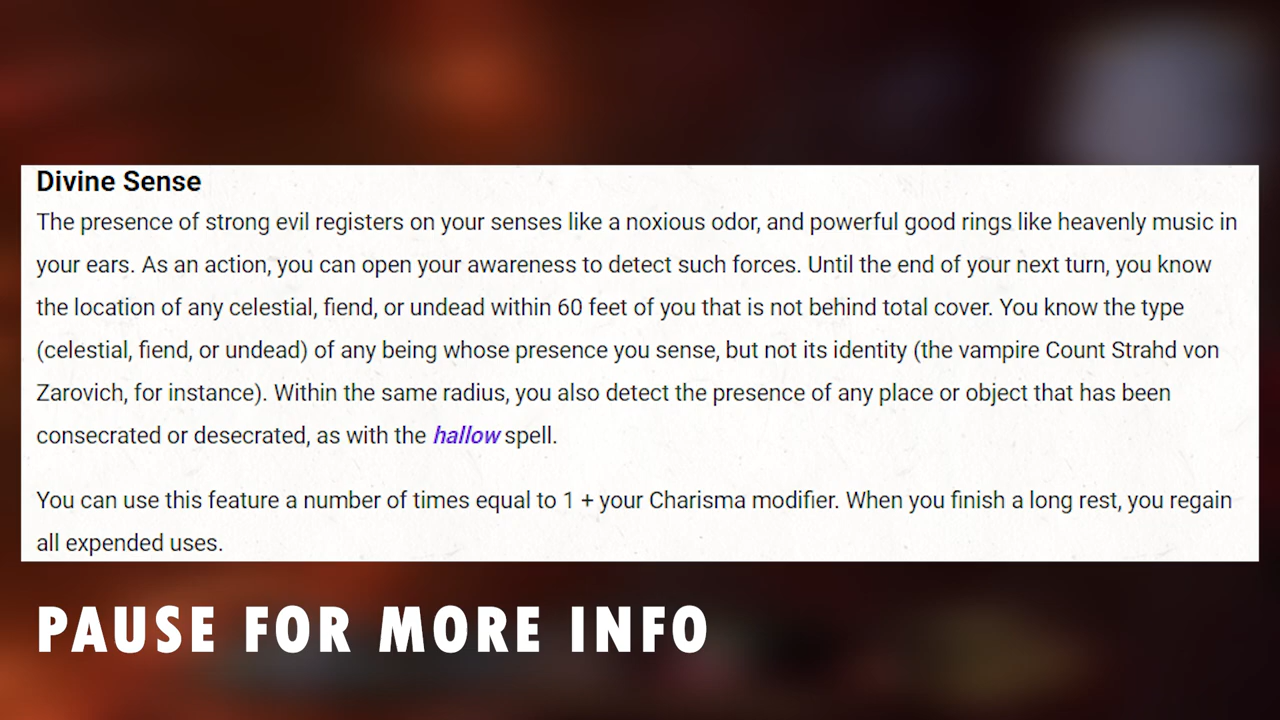 Divine Sense
The presence of strong evil registers on your senses like a noxious odor, and powerful good rings like heavenly music in
your ears. As an action, you can open your awareness to detect such forces. Until the end of your next turn, you know
the location of any celestial, fiend, or undead within 60 feet of you that is not behind total cover. You know the type
(celestial, fiend, or undead) of any being whose presence you sense, but not its identity (the vampire Count Strahd von
Zarovich, for instance). Within the same radius, you also detect the presence of any place or object that has been
consecrated or desecrated, as with the hallow spell.
You can use this feature a number of times equal to 1 + your Charisma modifier. When you finish a long rest, you regain
all expended uses.
PAUSE FOR MORE INFO